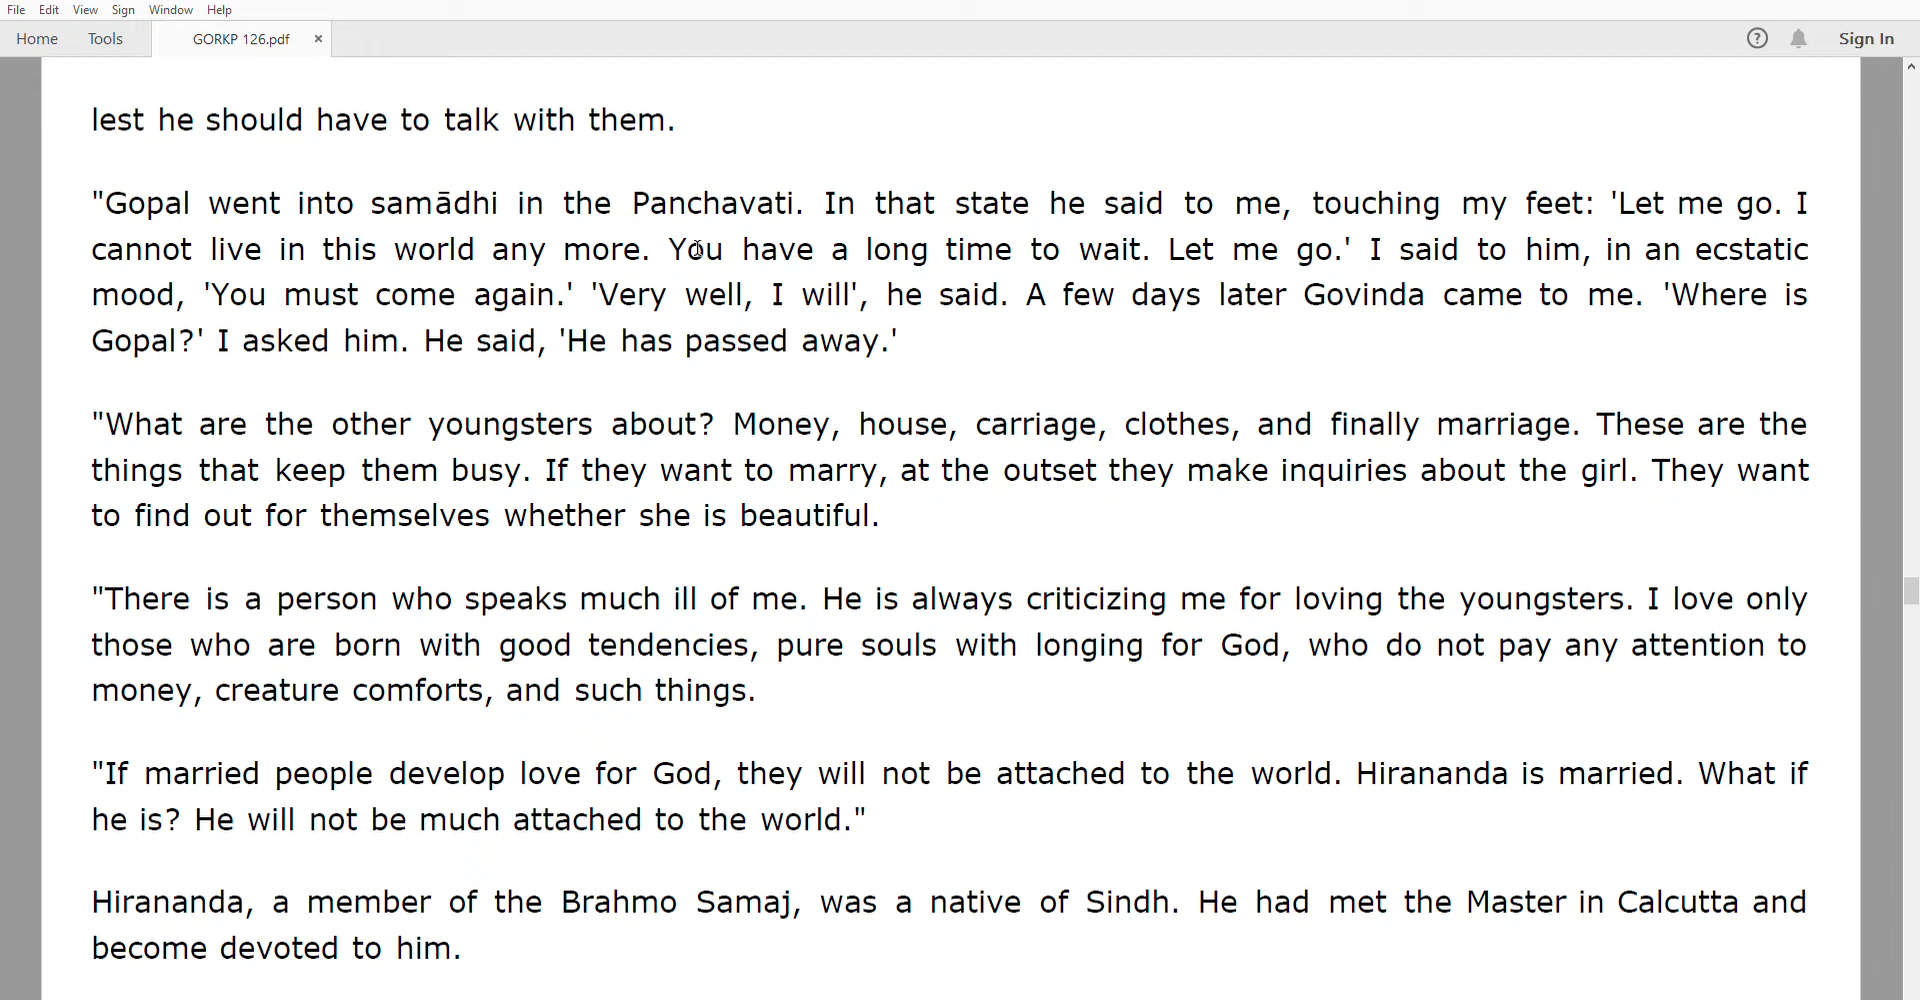 File Edit View Sign Window Help
Home Tools GORKP 126.pdf × ? Sign In
lest he should have to talk with them.
"Gopal went into samādhi in the Panchavati. In that state he said to me, touching my feet: 'Let me go. I
cannot live in this world any more. You have a long time to wait. Let me go.' I said to him, in an ecstatic
mood, 'You must come again.' 'Very well, I will', he said. A few days later Govinda came to me. 'Where is
Gopal?' I asked him. He said, 'He has passed away.'
"What are the other youngsters about? Money, house, carriage, clothes, and finally marriage. These are the
things that keep them busy. If they want to marry, at the outset they make inquiries about the girl. They want
to find out for themselves whether she is beautiful.
"There is a person who speaks much ill of me. He is always criticizing me for loving the youngsters. I love only
those who are born with good tendencies, pure souls with longing for God, who do not pay any attention to
money, creature comforts, and such things.
"If married people develop love for God, they will not be attached to the world. Hirananda is married. What if
he is? He will not be much attached to the world."
Hirananda, a member of the Brahmo Samaj, was a native of Sindh. He had met the Master in Calcutta and
become devoted to him.